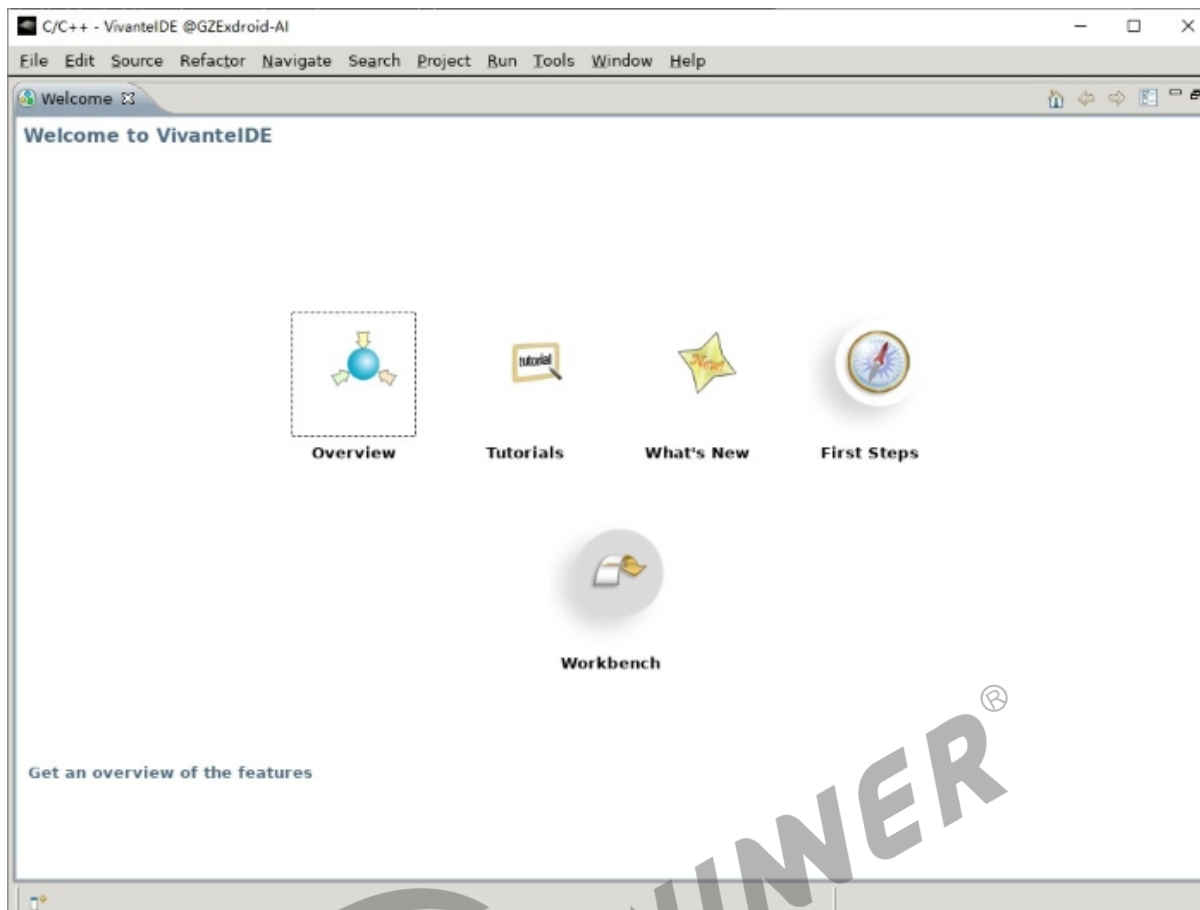 C/C++ - VivanteIDE @GZExdroid-AI
File Edit Source Refactor Navigate Search Project Run Tools Window Help
Welcome
Welcome to VivanteIDE
tutorial
New!
Overview Tutorials What's New First Steps
Workbench
Get an overview of the features
®